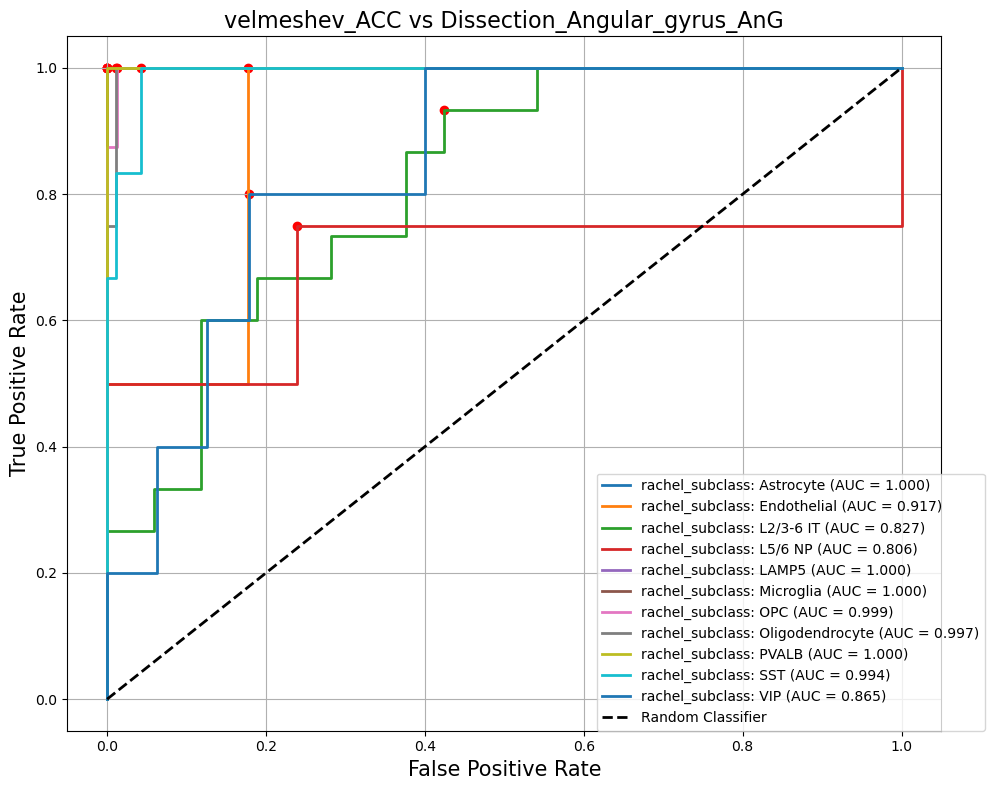 velmeshev_ACC vs Dissection_Angular_gyrus_AnG
1.0
0.8
0.6
0.4
0.2
0.0
True Positive Rate
rachel_subclass: Astrocyte (AUC = 1.000)
rachel_subclass: Endothelial (AUC = 0.917)
rachel_subclass: L2/3-6 IT (AUC = 0.827)
rachel_subclass: L5/6 NP (AUC = 0.806)
rachel_subclass: LAMP5 (AUC = 1.000)
rachel_subclass: Microglia (AUC = 1.000)
rachel_subclass: OPC (AUC = 0.999)
rachel_subclass: Oligodendrocyte (AUC = 0.997)
rachel_subclass: PVALB (AUC = 1.000)
rachel_subclass: SST (AUC = 0.994)
rachel_subclass: VIP (AUC = 0.865)
Random Classifier
0.0 0.2 0.4 0.6 0.8 1.0
False Positive Rate